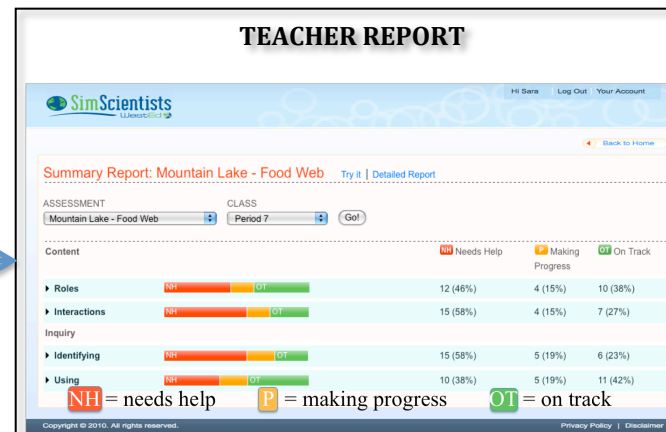 TEACHER REPORT
Hi Sara Log Out Your Account
SimScientists
WestEd
Back to Home
Summary Report: Mountain Lake - Food Web Try it | Detailed Report
ASSESSMENT CLASS
Mountain Lake - Food Web Period 7 Go!
Content NH Needs Help P Making Progress OT On Track
Roles NH OT 12 (46%) 4 (15%) 10 (38%)
Interactions NH OT 15 (58%) 4 (15%) 7 (27%)
Inquiry
Identifying NH OT 15 (58%) 5 (19%) 6 (23%)
Using NH OT 10 (38%) 5 (19%) 11 (42%)
NH = needs help P = making progress OT = on track
Copyright © 2010. All rights reserved. Privacy Policy | Disclaimer